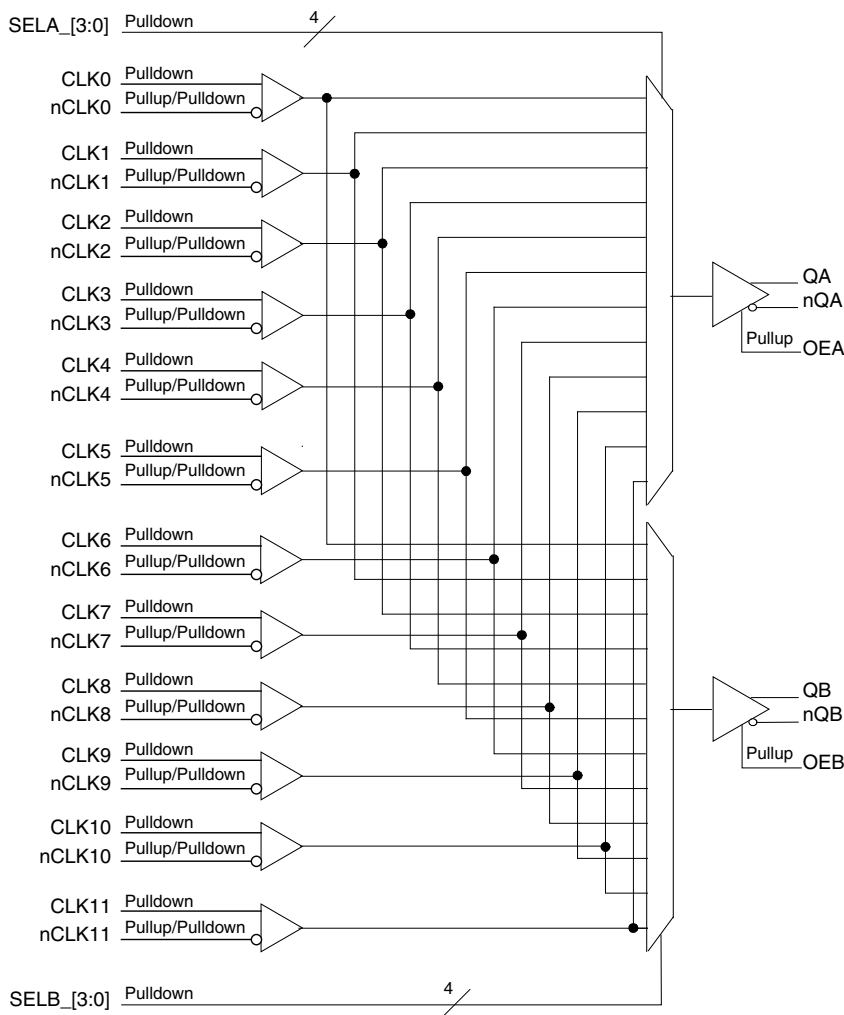 SELA_[3:0] Pulldown 4
CLK0 Pulldown
nCLK0 Pullup/Pulldown
CLK1 Pulldown
nCLK1 Pullup/Pulldown
CLK2 Pulldown
nCLK2 Pullup/Pulldown
CLK3 Pulldown
nCLK3 Pullup/Pulldown
CLK4 Pulldown
nCLK4 Pullup/Pulldown
CLK5 Pulldown
nCLK5 Pullup/Pulldown
CLK6 Pulldown
nCLK6 Pullup/Pulldown
CLK7 Pulldown
nCLK7 Pullup/Pulldown
CLK8 Pulldown
nCLK8 Pullup/Pulldown
CLK9 Pulldown
nCLK9 Pullup/Pulldown
CLK10 Pulldown
nCLK10 Pullup/Pulldown
CLK11 Pulldown
nCLK11 Pullup/Pulldown
SELB_[3:0] Pulldown 4
QA
nQA
Pullup OEA
QB
nQB
Pullup OEB